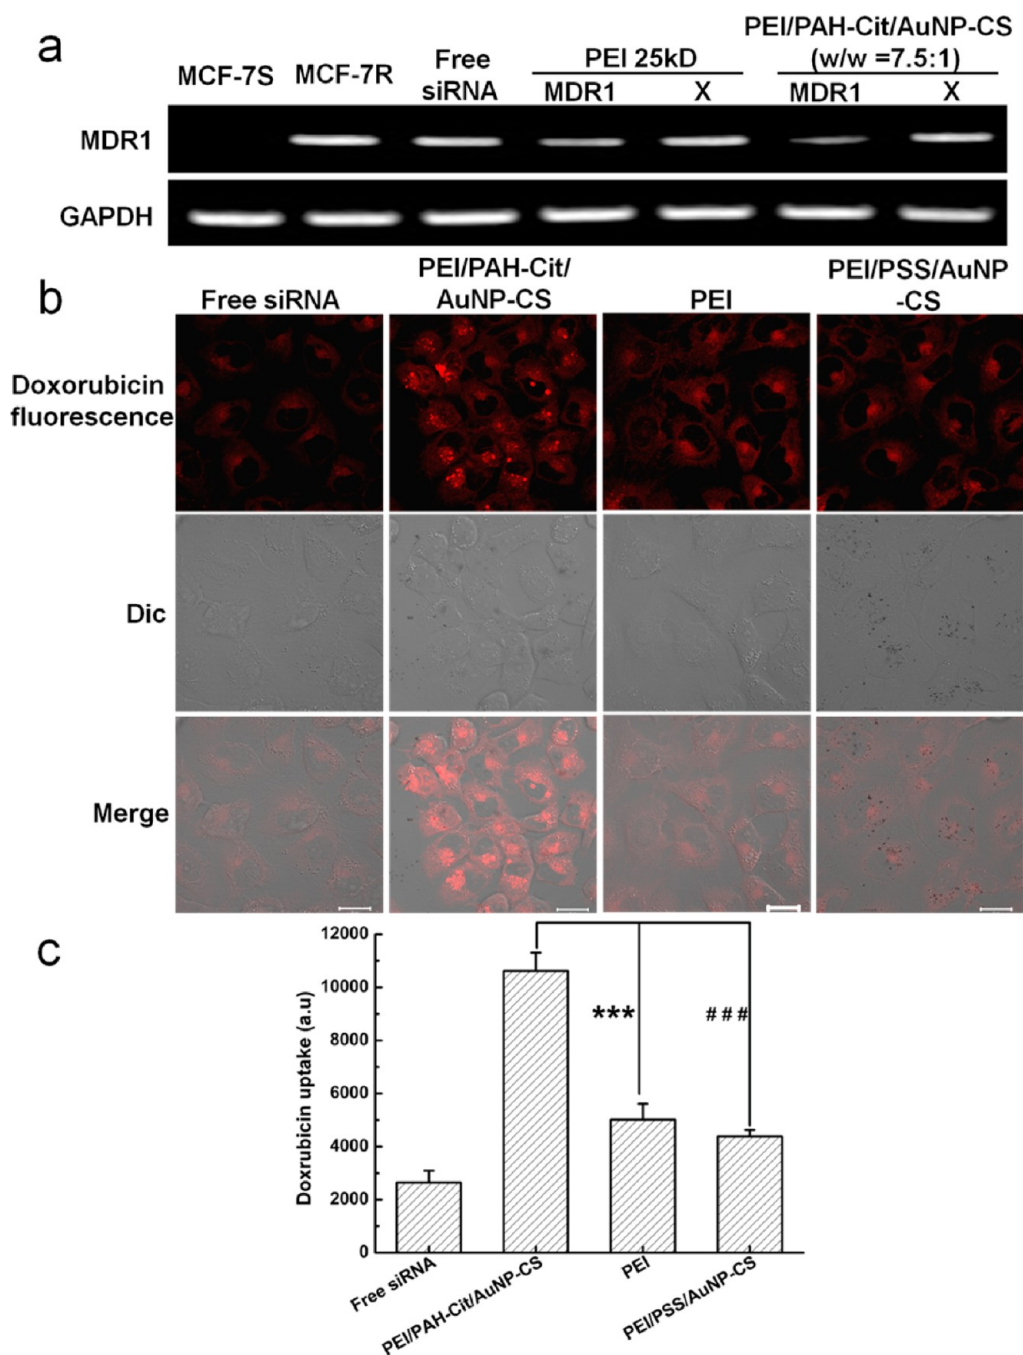 a
MCF-7S
MCF-7R
Free
siRNA
PEI 25kD
MDR1
X
PEI/PAH-Cit/AuNP-CS
(w/w =7.5:1)
MDR1
X
MDR1
GAPDH
b
Free siRNA
PEI/PAH-Cit/
AuNP-CS
PEI
PEI/PSS/AuNP
-CS
Doxorubicin
fluorescence
Dic
Merge
c
Doxrubicin uptake (a.u)
12000
10000
8000
6000
4000
2000
0
***
###
Free siRNA
PEI/PAH-Cit/AuNP-CS
PEI
PEI/PSS/AuNP-CS